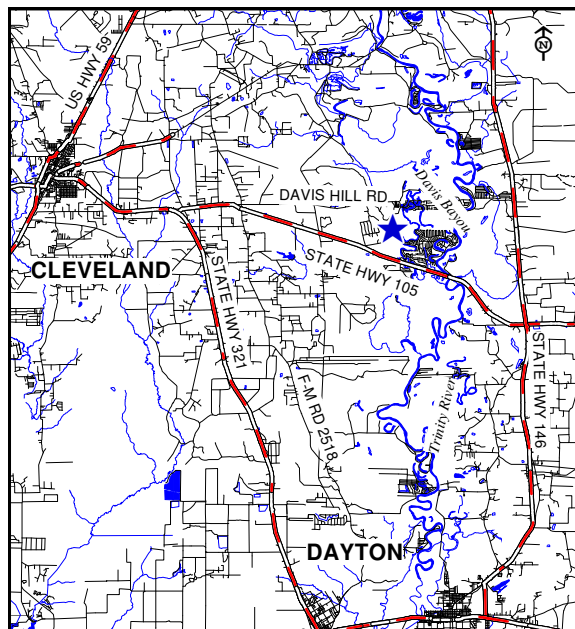 N
US HWY 59
Davis Bayou
DAVIS HILL RD.
STATE HWY 105
CLEVELAND
STATE HWY 321
STATE HWY 146
F-M RD 2518
Trinity River
DAYTON